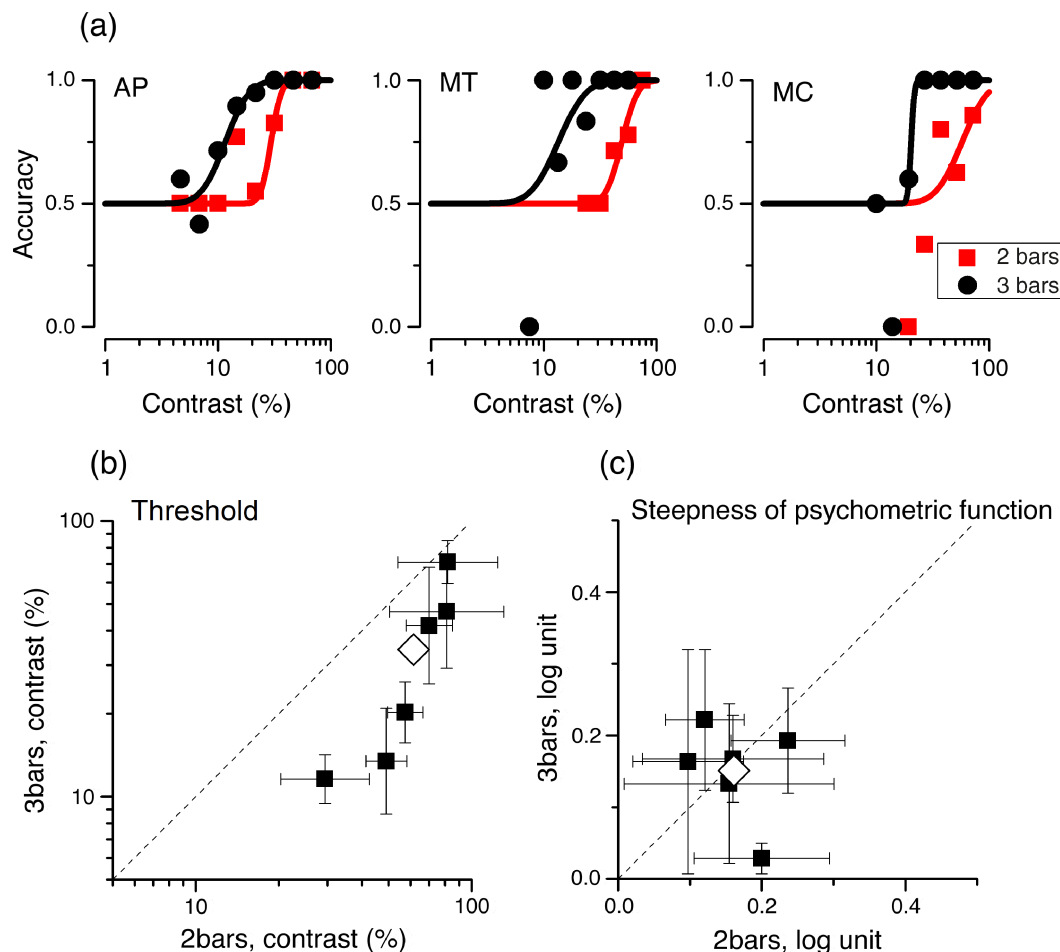 (a)
AP
MT
MC
1.0
0.5
0.0
Accuracy
1
10
100
Contrast (%)
1.0
0.5
0.0
1
10
100
Contrast (%)
1.0
0.5
0.0
1
10
100
Contrast (%)
2 bars
3 bars
(b)
Threshold
100
10
3bars, contrast (%)
10
100
2bars, contrast (%)
(c)
Steepness of psychometric function
0.4
0.2
0.0
3bars, log unit
0.0
0.2
0.4
2bars, log unit